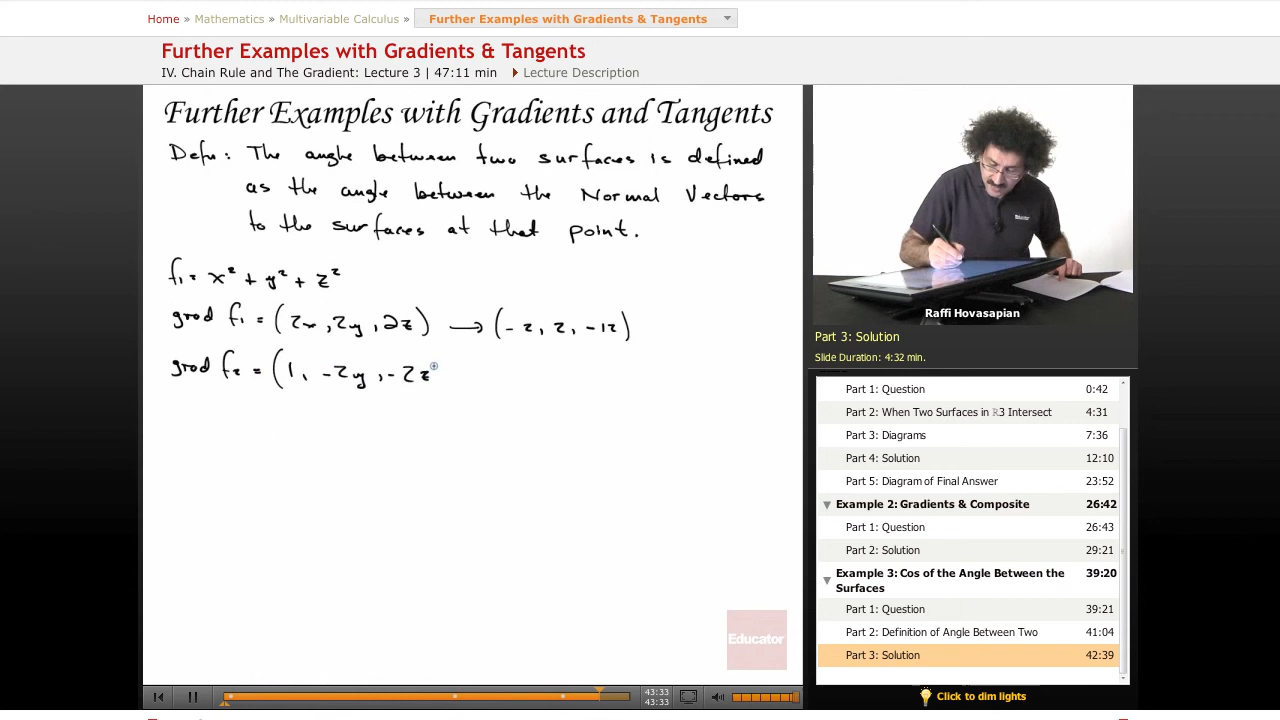 Home » Mathematics » Multivariable Calculus » Further Examples with Gradients & Tangents
Further Examples with Gradients & Tangents
IV. Chain Rule and The Gradient: Lecture 3 | 47:11 min Lecture Description
Further Examples with Gradients and Tangents
Defn: The angle between two surfaces is defined
as the angle between the Normal Vectors
to the surfaces at that point.
f₁ = x² + y² + z²
grad f₁ = (2x, 2y, 2z) → (-2, 2, -12)
grad f₂ = (1, -2y, -2z
Educator
Raffi Hovasapian
Part 3: Solution
Slide Duration: 4:32 min.
Part 1: Question 0:42
Part 2: When Two Surfaces in ℝ3 Intersect 4:31
Part 3: Diagrams 7:36
Part 4: Solution 12:10
Part 5: Diagram of Final Answer 23:52
Example 2: Gradients & Composite 26:42
Part 1: Question 26:43
Part 2: Solution 29:21
Example 3: Cos of the Angle Between the 39:20
Surfaces
Part 1: Question 39:21
Part 2: Definition of Angle Between Two 41:04
Part 3: Solution 42:39
43:33
43:33
Click to dim lights